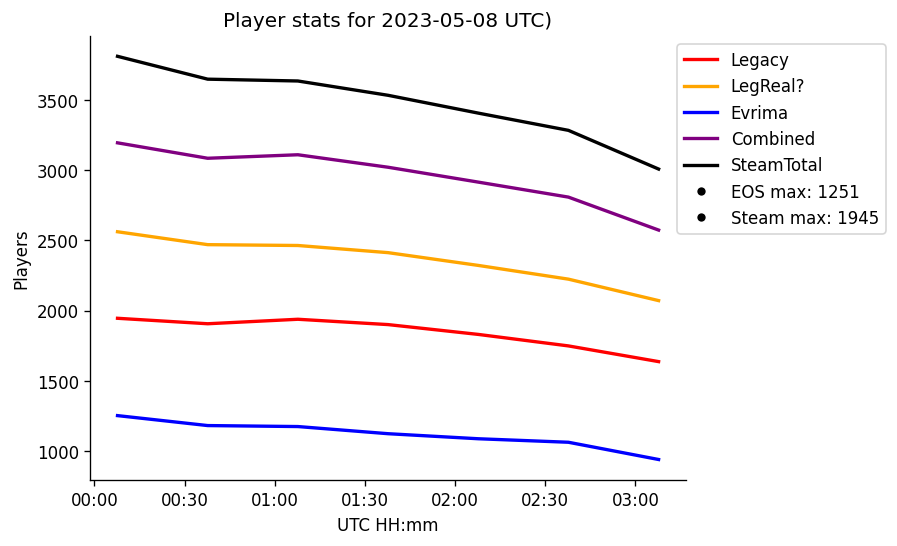 Player stats for 2023-05-08 UTC)
Legacy
LegReal?
Evrima
Combined
SteamTotal
EOS max: 1251
Steam max: 1945
Players
3500
3000
2500
2000
1500
1000
00:00 00:30 01:00 01:30 02:00 02:30 03:00
UTC HH:mm